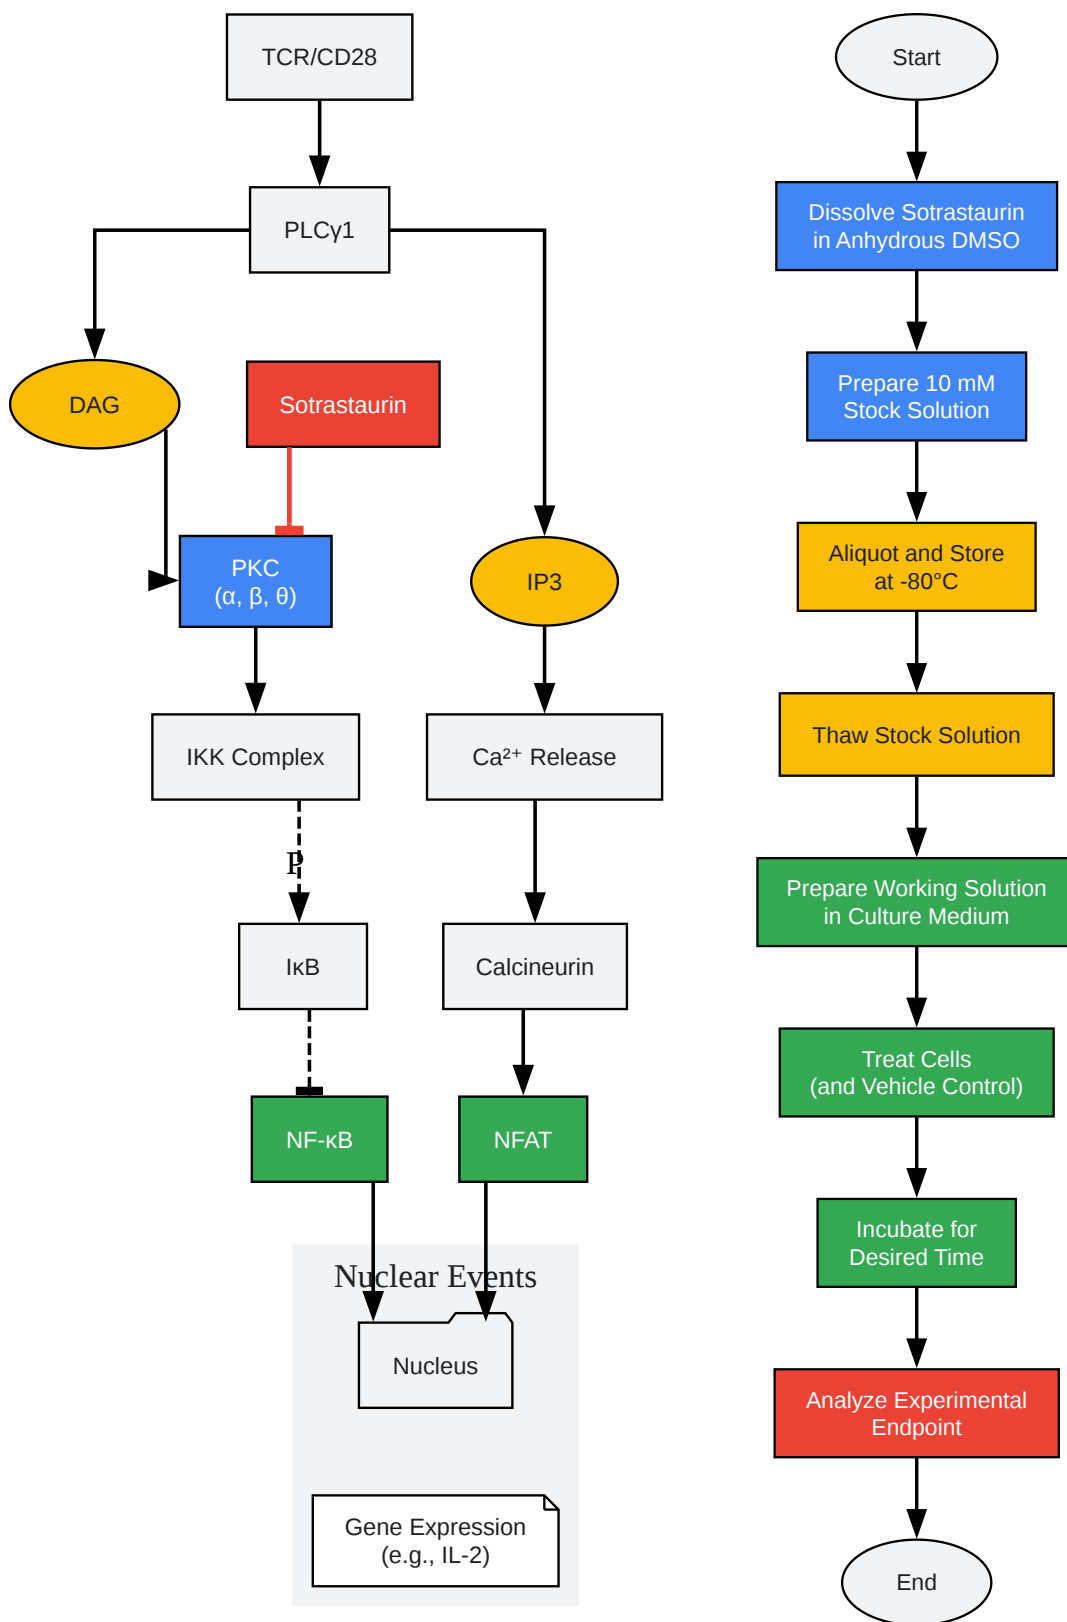 TCR/CD28
PLCγ1
DAG
Sotrastaurin
PKC
(α, β, θ)
IP3
IKK Complex
Ca²⁺ Release
P
IκB
Calcineurin
NF-κB
NFAT
Nuclear Events
Nucleus
Gene Expression
(e.g., IL-2)
Start
Dissolve Sotrastaurin
in Anhydrous DMSO
Prepare 10 mM
Stock Solution
Aliquot and Store
at -80°C
Thaw Stock Solution
Prepare Working Solution
in Culture Medium
Treat Cells
(and Vehicle Control)
Incubate for
Desired Time
Analyze Experimental
Endpoint
End